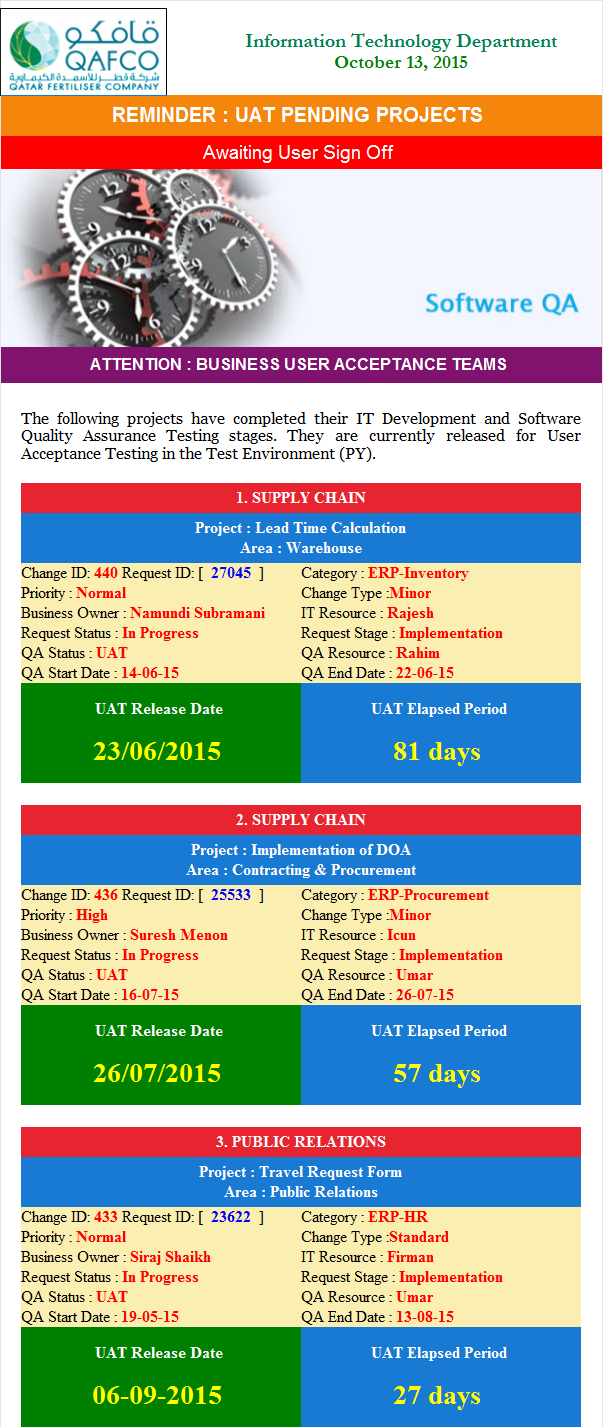 قافكو
QAFCO
شركة قطر للأسمدة الكيماوية
QATAR FERTILISER COMPANY
Information Technology Department
October 13, 2015
REMINDER : UAT PENDING PROJECTS
Awaiting User Sign Off
Software QA
ATTENTION : BUSINESS USER ACCEPTANCE TEAMS
The following projects have completed their IT Development and Software
Quality Assurance Testing stages. They are currently released for User
Acceptance Testing in the Test Environment (PY).
1. SUPPLY CHAIN
Project : Lead Time Calculation
Area : Warehouse
Change ID: 440 Request ID: [ 27045 ] Category : ERP-Inventory
Priority : Normal Change Type :Minor
Business Owner : Namundi Subramani IT Resource : Rajesh
Request Status : In Progress Request Stage : Implementation
QA Status : UAT QA Resource : Rahim
QA Start Date : 14-06-15 QA End Date : 22-06-15
UAT Release Date UAT Elapsed Period
23/06/2015 81 days
2. SUPPLY CHAIN
Project : Implementation of DOA
Area : Contracting & Procurement
Change ID: 436 Request ID: [ 25533 ] Category : ERP-Procurement
Priority : High Change Type :Minor
Business Owner : Suresh Menon IT Resource : Icun
Request Status : In Progress Request Stage : Implementation
QA Status : UAT QA Resource : Umar
QA Start Date : 16-07-15 QA End Date : 26-07-15
UAT Release Date UAT Elapsed Period
26/07/2015 57 days
3. PUBLIC RELATIONS
Project : Travel Request Form
Area : Public Relations
Change ID: 433 Request ID: [ 23622 ] Category : ERP-HR
Priority : Normal Change Type :Standard
Business Owner : Siraj Shaikh IT Resource : Firman
Request Status : In Progress Request Stage : Implementation
QA Status : UAT QA Resource : Umar
QA Start Date : 19-05-15 QA End Date : 13-08-15
UAT Release Date UAT Elapsed Period
06-09-2015 27 days